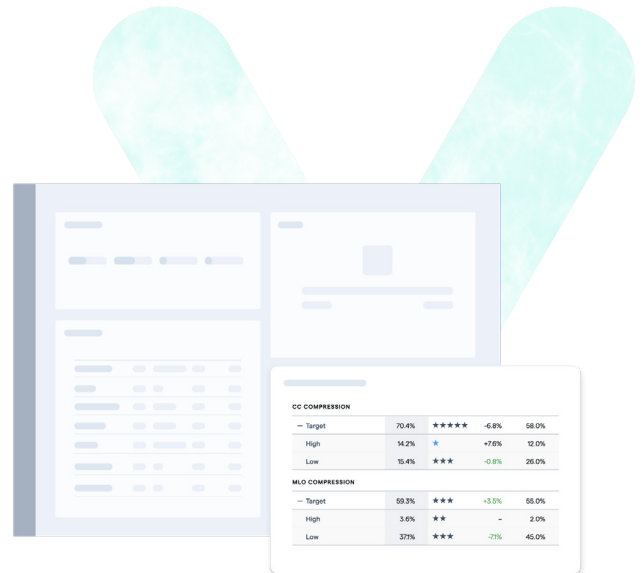 CC COMPRESSION
– Target 70.4% ★★★★★ -6.8% 58.0%
High 14.2% ★ +7.6% 12.0%
Low 15.4% ★★★ -0.8% 26.0%
MLO COMPRESSION
– Target 59.3% ★★★ +3.5% 55.0%
High 3.6% ★★ – 2.0%
Low 37.1% ★★★ -7.1% 45.0%